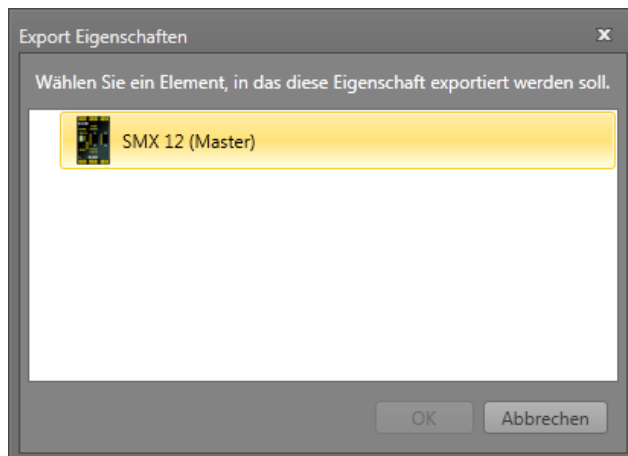 Export Eigenschaften
Wählen Sie ein Element, in das diese Eigenschaft exportiert werden soll.
SMX 12 (Master)
OK Abbrechen